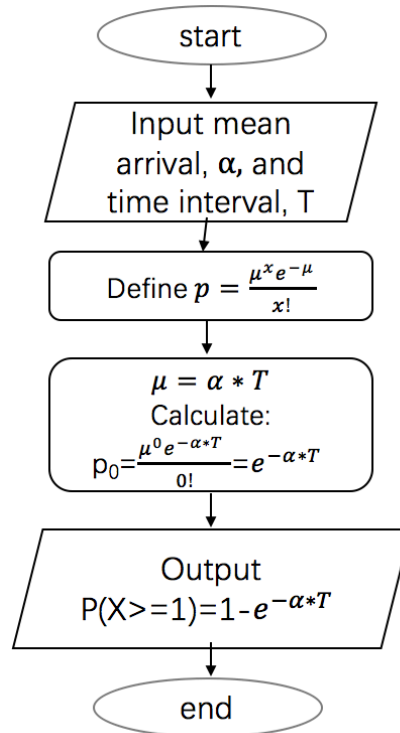 start
Input mean
arrival, α, and
time interval, T
Define p = μ^x e^{-μ} / x!
μ = α * T
Calculate:
p₀= μ^0 e^{-α*T} / 0! = e^{-α*T}
Output
P(X>=1)=1-e^{-α*T}
end